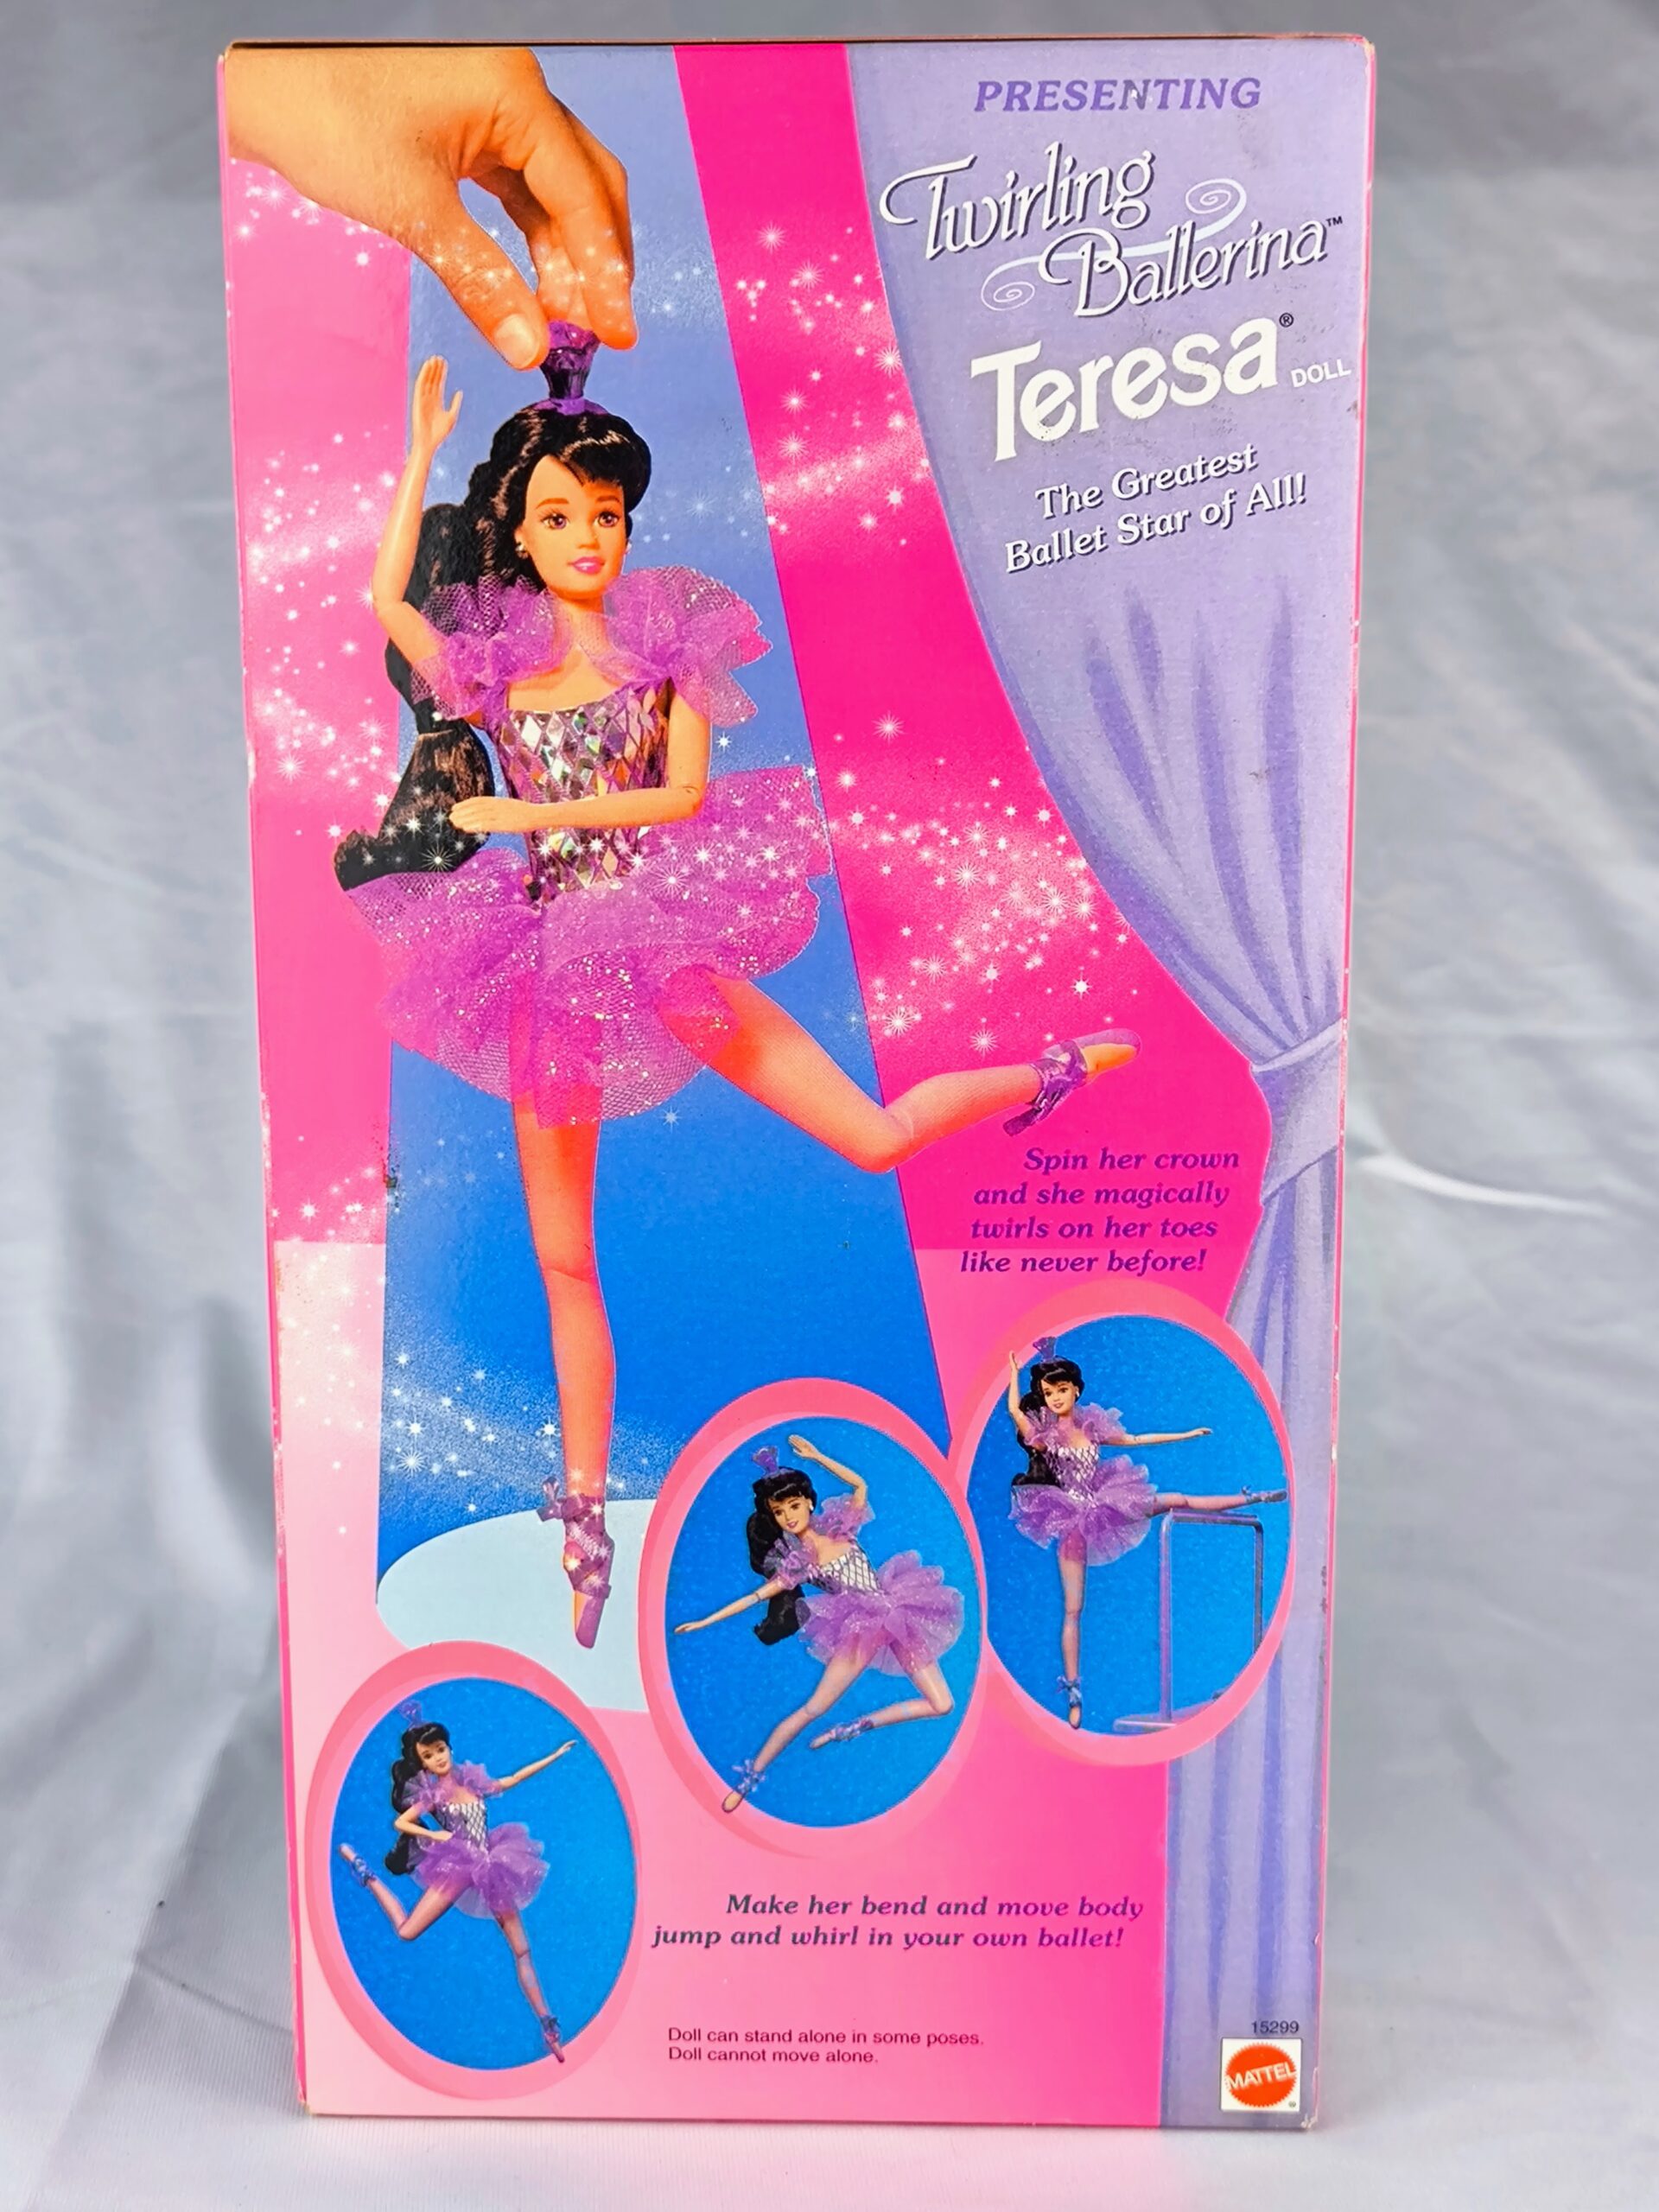 PRESENTING
Twirling
Ballerina™
Teresa® DOLL
The Greatest
Ballet Star of All!
Spin her crown
and she magically
twirls on her toes
like never before!
Make her bend and move body
jump and whirl in your own ballet!
Doll can stand alone in some poses.
Doll cannot move alone.
15299
MATTEL
®